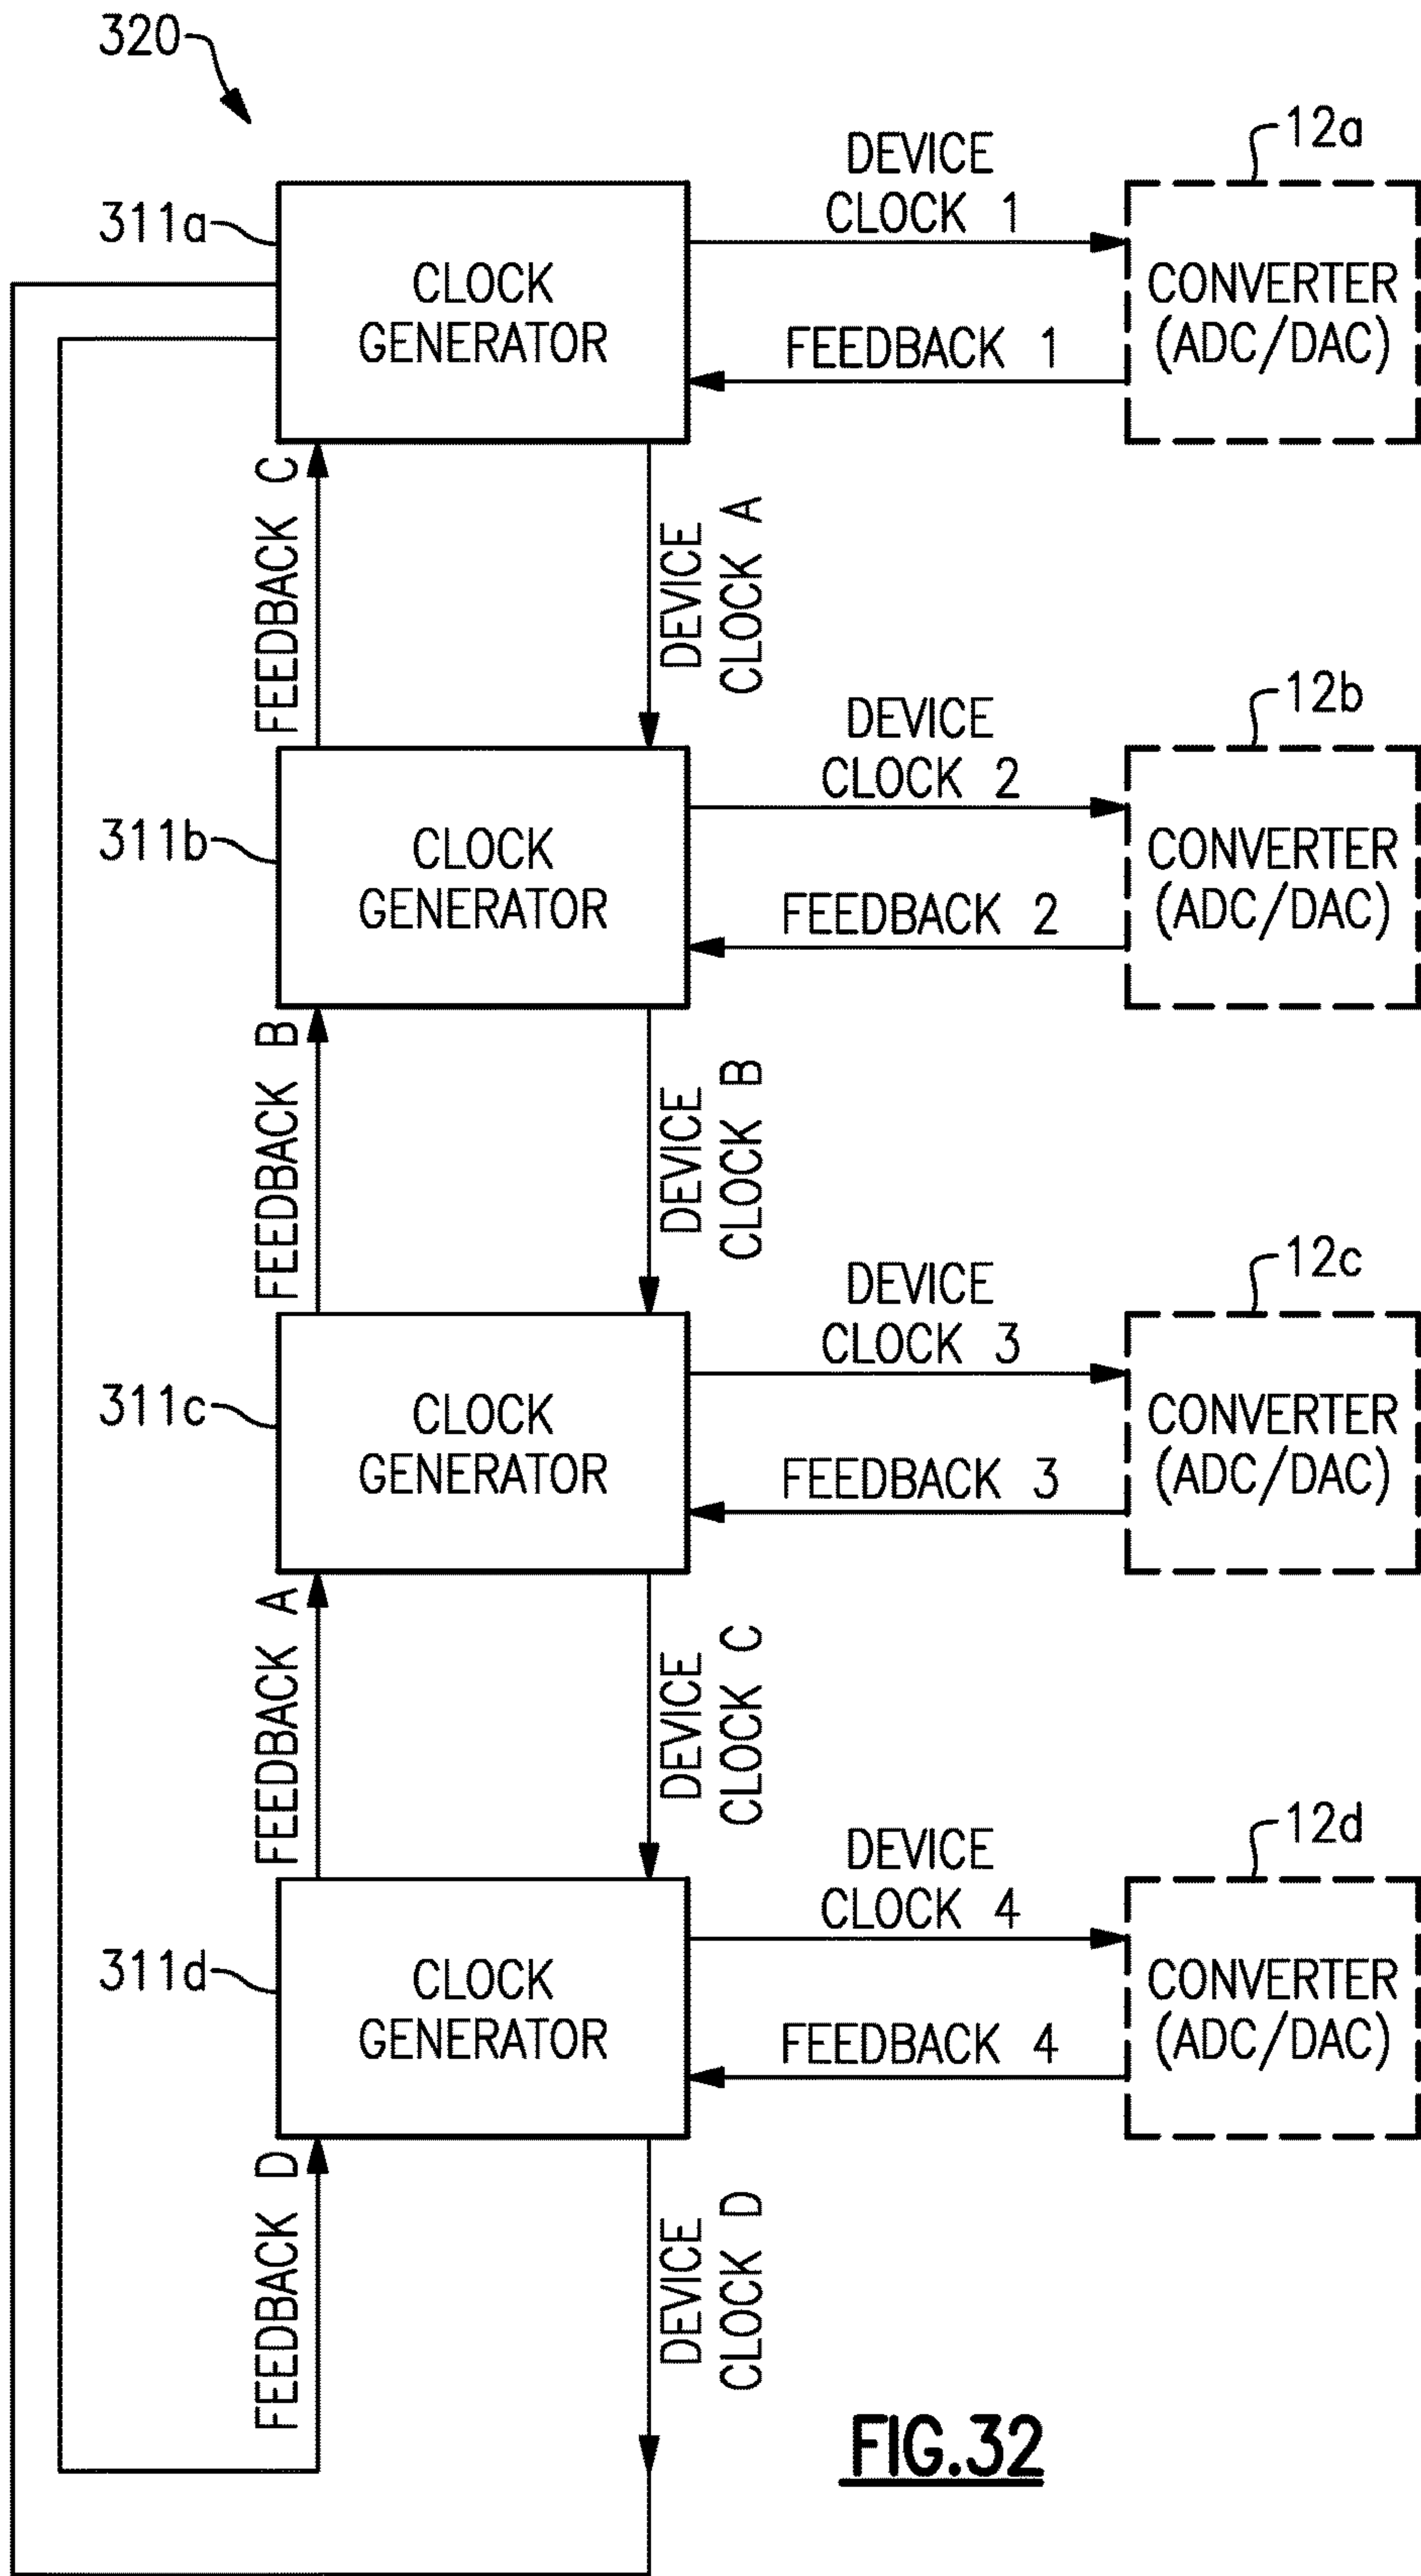 320
12a
DEVICE
CLOCK 1
311a
CLOCK
GENERATOR
CONVERTER
(ADC/DAC)
FEEDBACK 1
FEEDBACK C
DEVICE
CLOCK A
12b
DEVICE
CLOCK 2
311b
CLOCK
GENERATOR
CONVERTER
(ADC/DAC)
FEEDBACK 2
FEEDBACK B
DEVICE
CLOCK B
12c
DEVICE
CLOCK 3
311c
CLOCK
GENERATOR
CONVERTER
(ADC/DAC)
FEEDBACK 3
FEEDBACK A
DEVICE
CLOCK C
12d
DEVICE
CLOCK 4
311d
CLOCK
GENERATOR
CONVERTER
(ADC/DAC)
FEEDBACK 4
FEEDBACK D
DEVICE
CLOCK D
FIG.32